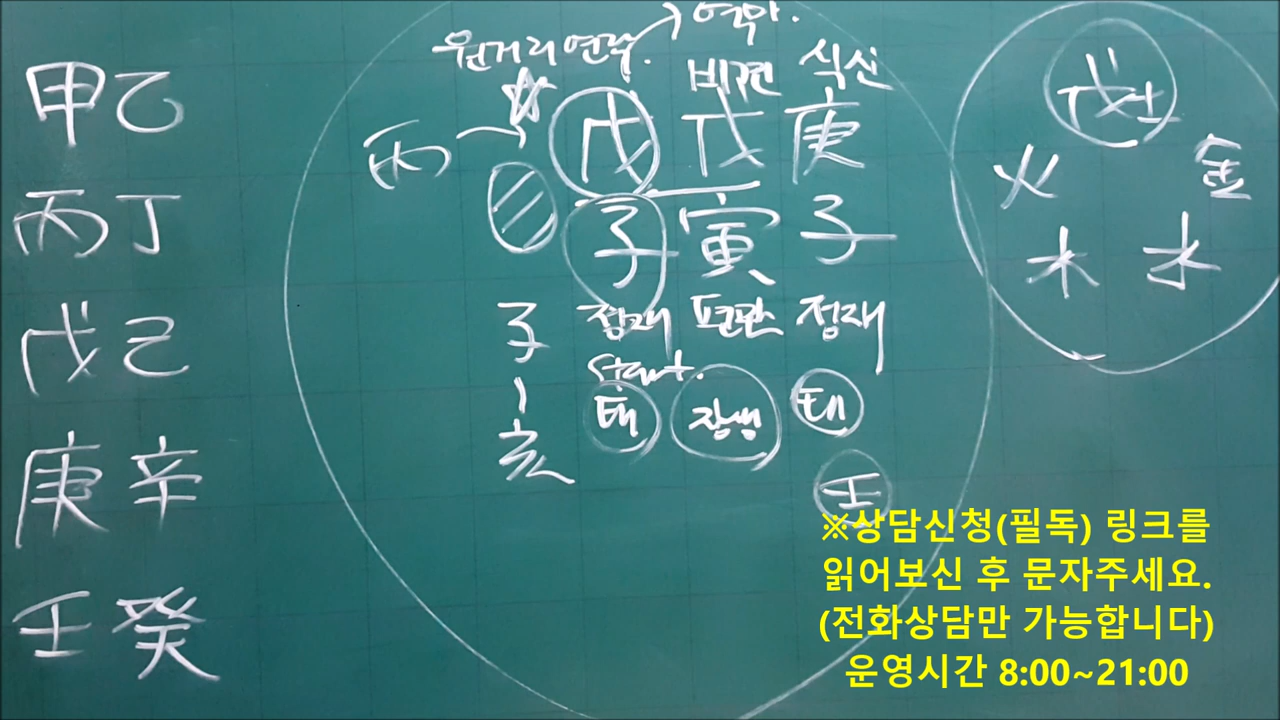 甲乙
丙丁
戊己
庚辛
壬癸
역마.
원거리 연락.
비견 식신
丙 戊 戊 庚
子 寅 子
정재 편관 정재
start.
태 장생 태
子
亥
壬
戊土
火 金
木 水
※상담신청(필독) 링크를
읽어보신 후 문자주세요.
(전화상담만 가능합니다)
운영시간 8:00~21:00